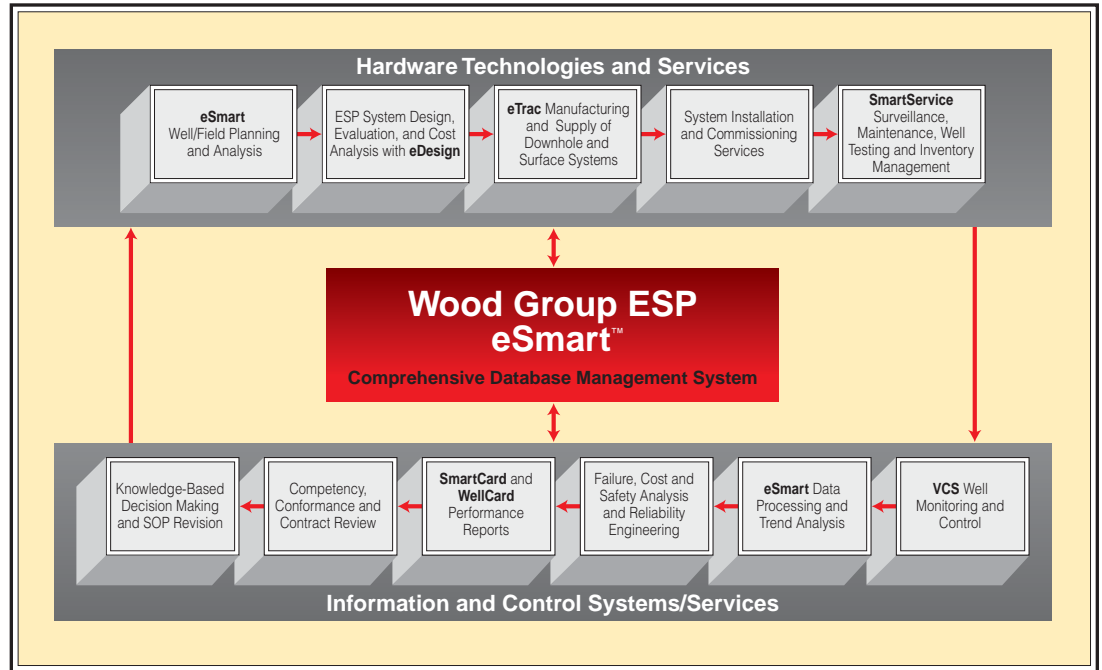 Hardware Technologies and Services
eSmart
Well/Field Planning
and Analysis
ESP System Design,
Evaluation, and Cost
Analysis with eDesign
eTrac Manufacturing
and Supply of
Downhole and
Surface Systems
System Installation
and Commissioning
Services
SmartService
Surveillance,
Maintenance, Well
Testing and Inventory
Management
Wood Group ESP
eSmart™
Comprehensive Database Management System
Knowledge-Based
Decision Making
and SOP Revision
Competency,
Conformance and
Contract Review
SmartCard and
WellCard
Performance
Reports
Failure, Cost and
Safety Analysis
and Reliability
Engineering
eSmart Data
Processing and
Trend Analysis
VCS Well
Monitoring and
Control
Information and Control Systems/Services